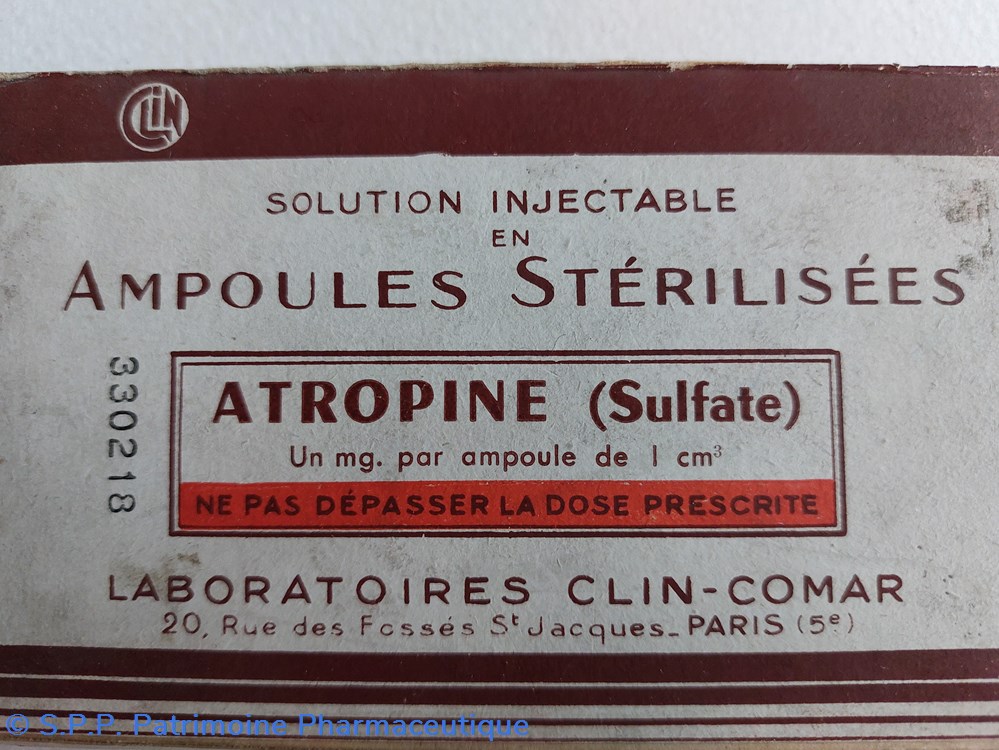 CLIN
SOLUTION INJECTABLE
EN
AMPOULES STÉRILISÉES
330218
ATROPINE (Sulfate)
Un mg. par ampoule de 1 cm³
NE PAS DÉPASSER LA DOSE PRESCRITE
LABORATOIRES CLIN-COMAR
20, Rue des Fossés St Jacques_PARIS (5e)
© S.P.P. Patrimoine Pharmaceutique